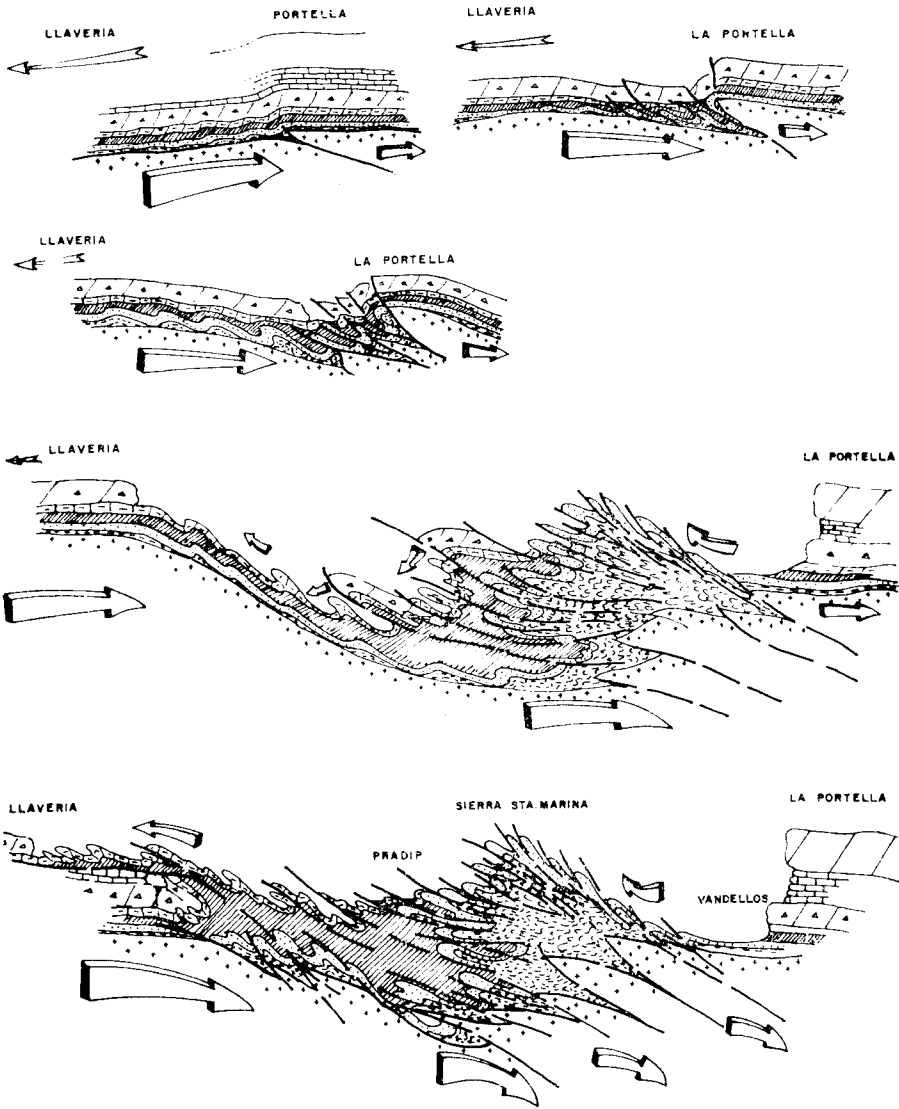 PORTELLA
LLAVERIA
LLAVERIA
LA PORTELLA
LLAVERIA
LA PORTELLA
LLAVERIA
LA PORTELLA
LLAVERIA
SIERRA STA. MARINA
LA PORTELLA
PRADIP
VANDELLOS